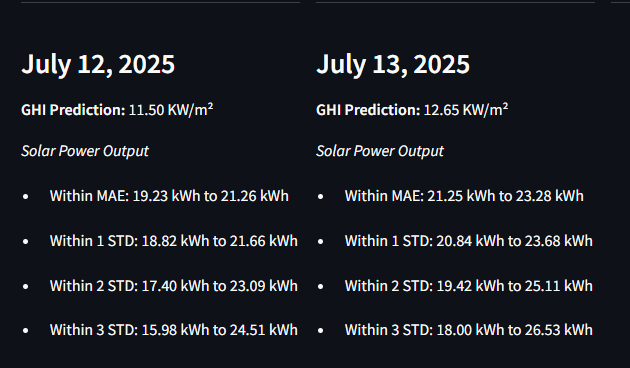 July 12, 2025
GHI Prediction: 11.50 KW/m²
Solar Power Output
Within MAE: 19.23 kWh to 21.26 kWh
Within 1 STD: 18.82 kWh to 21.66 kWh
Within 2 STD: 17.40 kWh to 23.09 kWh
Within 3 STD: 15.98 kWh to 24.51 kWh
July 13, 2025
GHI Prediction: 12.65 KW/m²
Solar Power Output
Within MAE: 21.25 kWh to 23.28 kWh
Within 1 STD: 20.84 kWh to 23.68 kWh
Within 2 STD: 19.42 kWh to 25.11 kWh
Within 3 STD: 18.00 kWh to 26.53 kWh